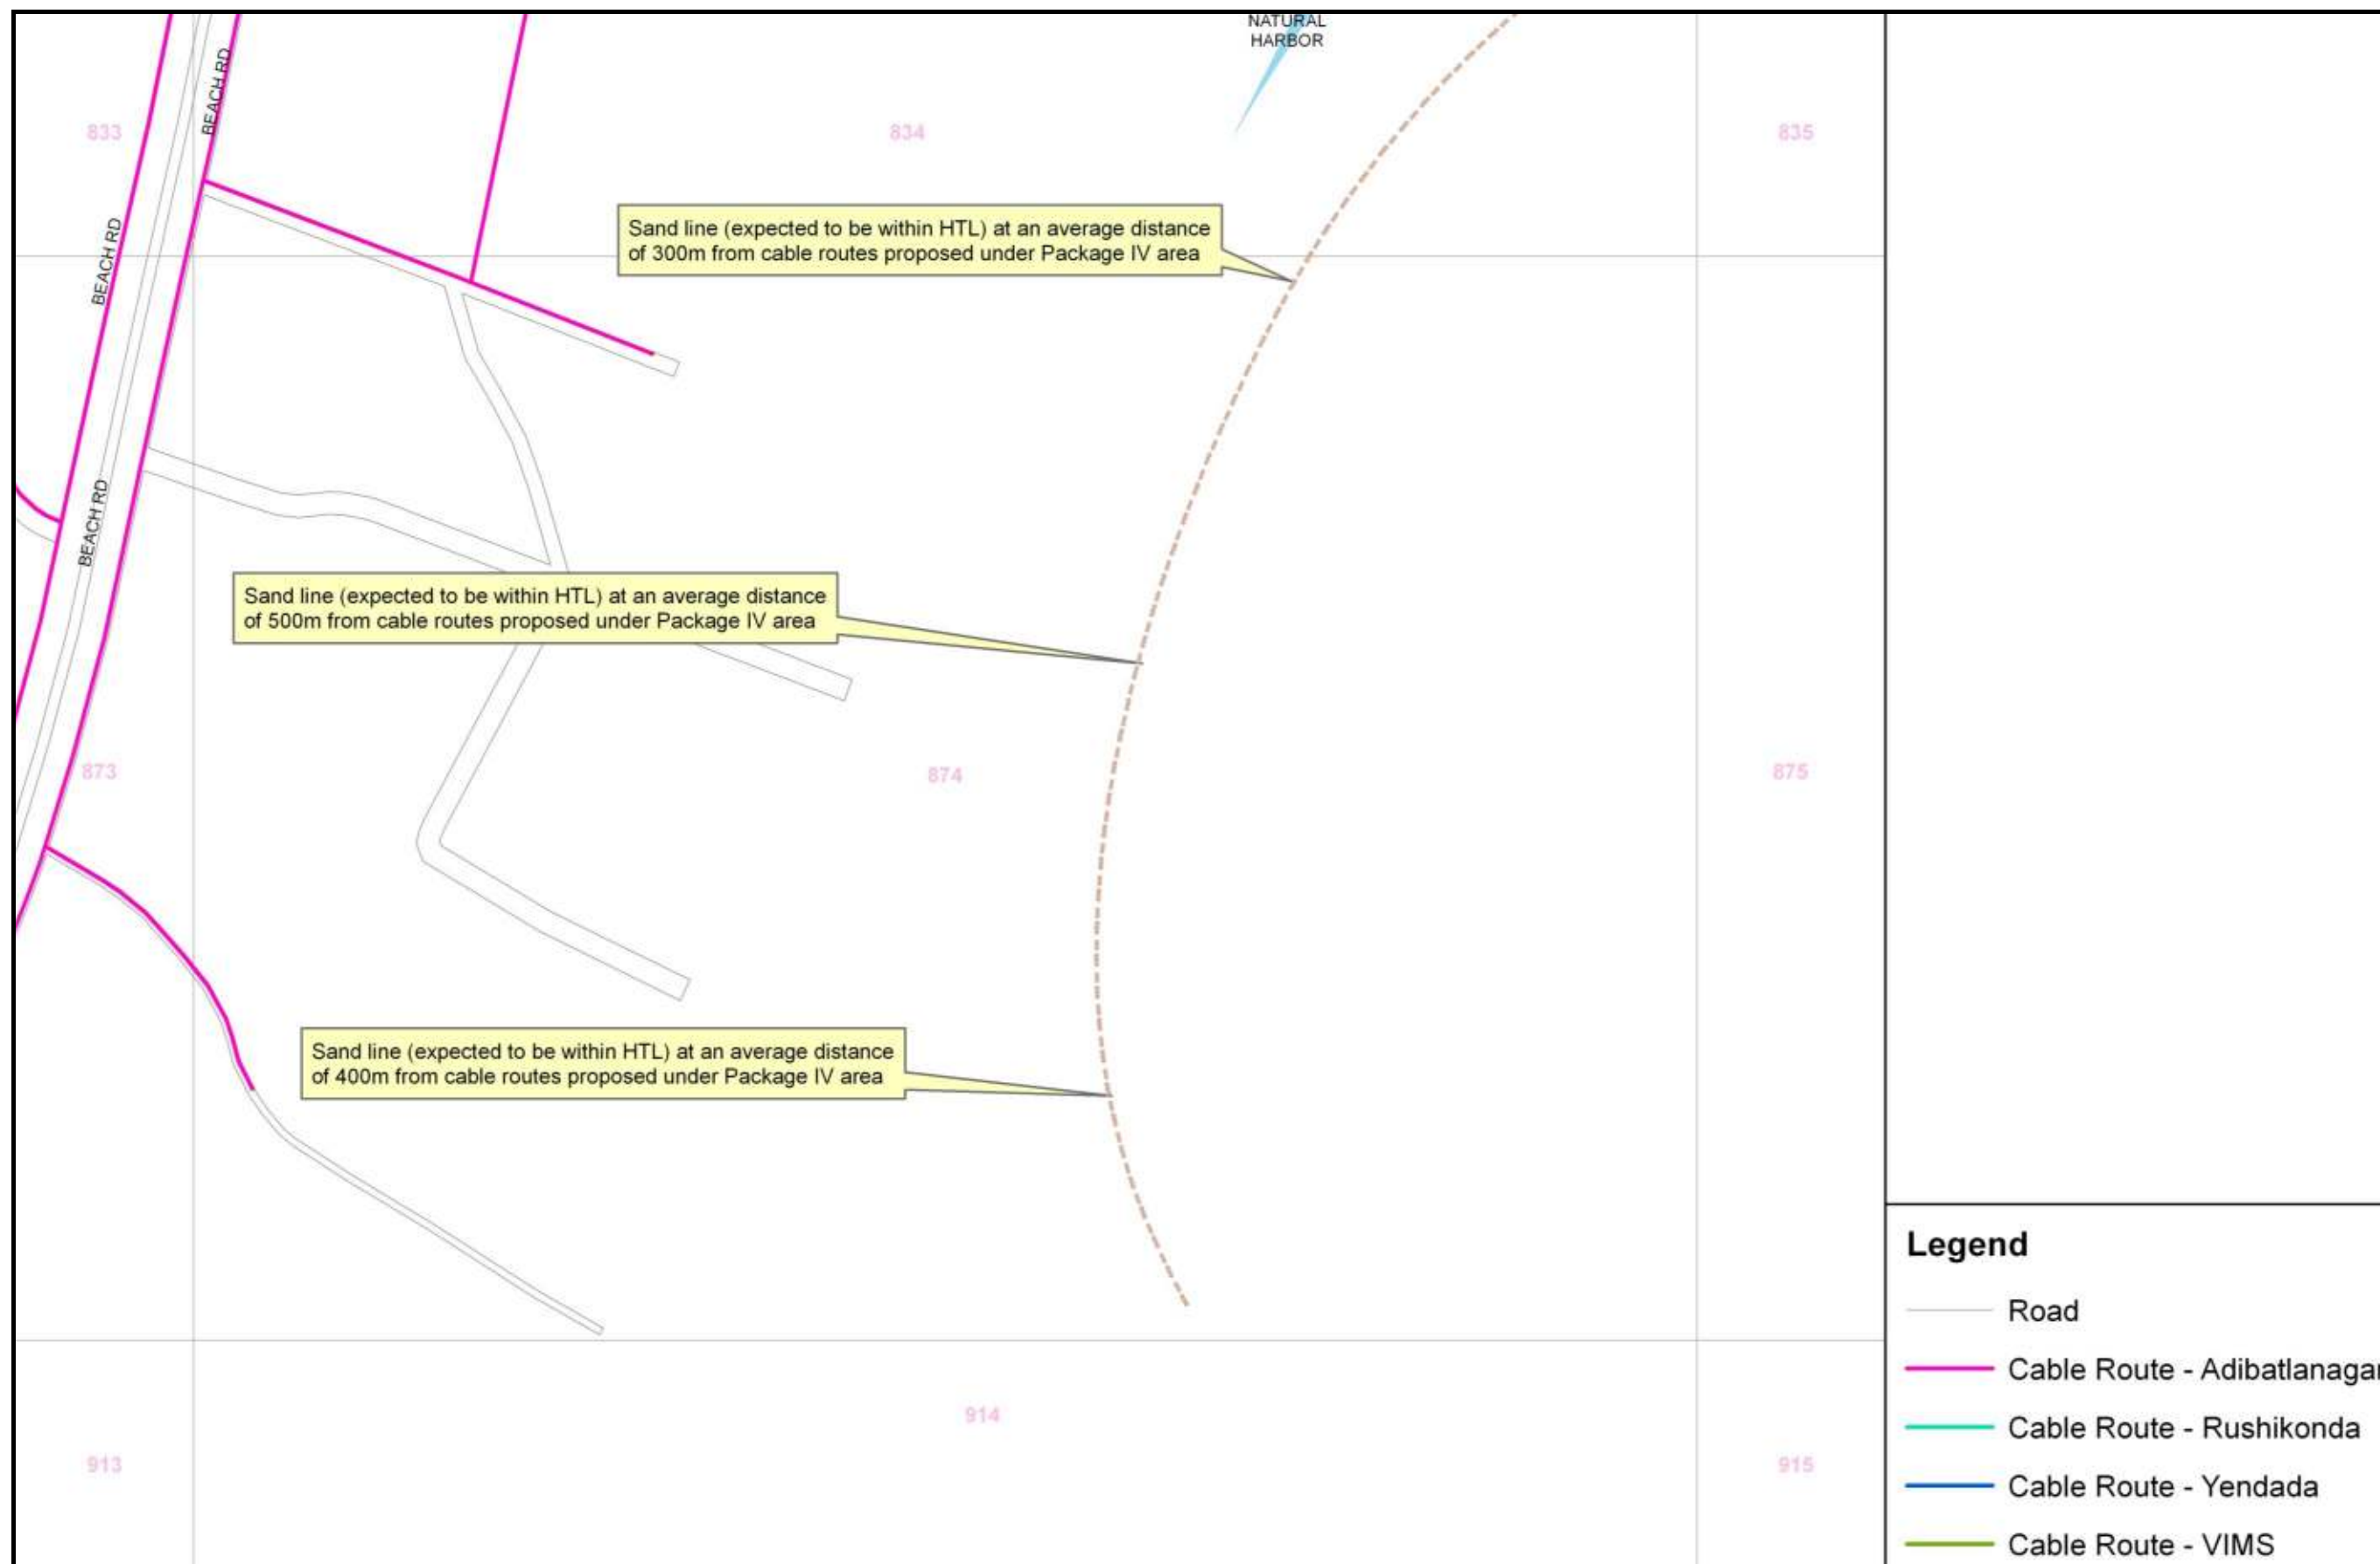 NATURAL
HARBOR
BEACH RD
833
834
835
BEACH RD
Sand line (expected to be within HTL) at an average distance
of 300m from cable routes proposed under Package IV area
BEACH RD
Sand line (expected to be within HTL) at an average distance
of 500m from cable routes proposed under Package IV area
873
874
875
Sand line (expected to be within HTL) at an average distance
of 400m from cable routes proposed under Package IV area
913
914
915
Legend
Road
Cable Route - Adibatlanagar
Cable Route - Rushikonda
Cable Route - Yendada
Cable Route - VIMS